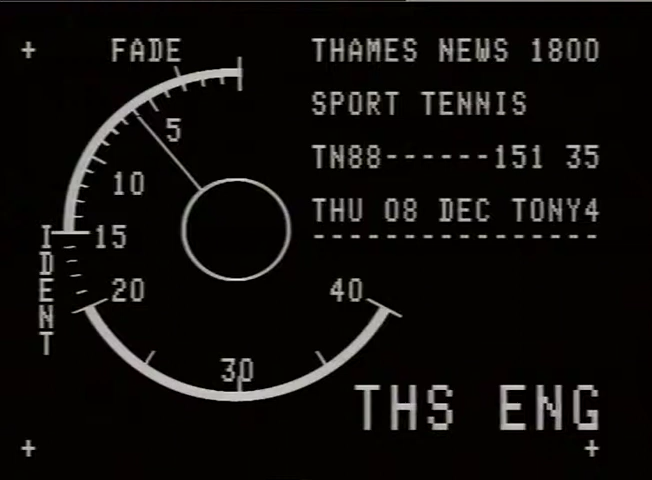 FADE
THAMES NEWS 1800
SPORT TENNIS
TN88------151 35
THU 08 DEC TONY4
-----------------
5
10
15
20
30
40
IDENT
THS ENG